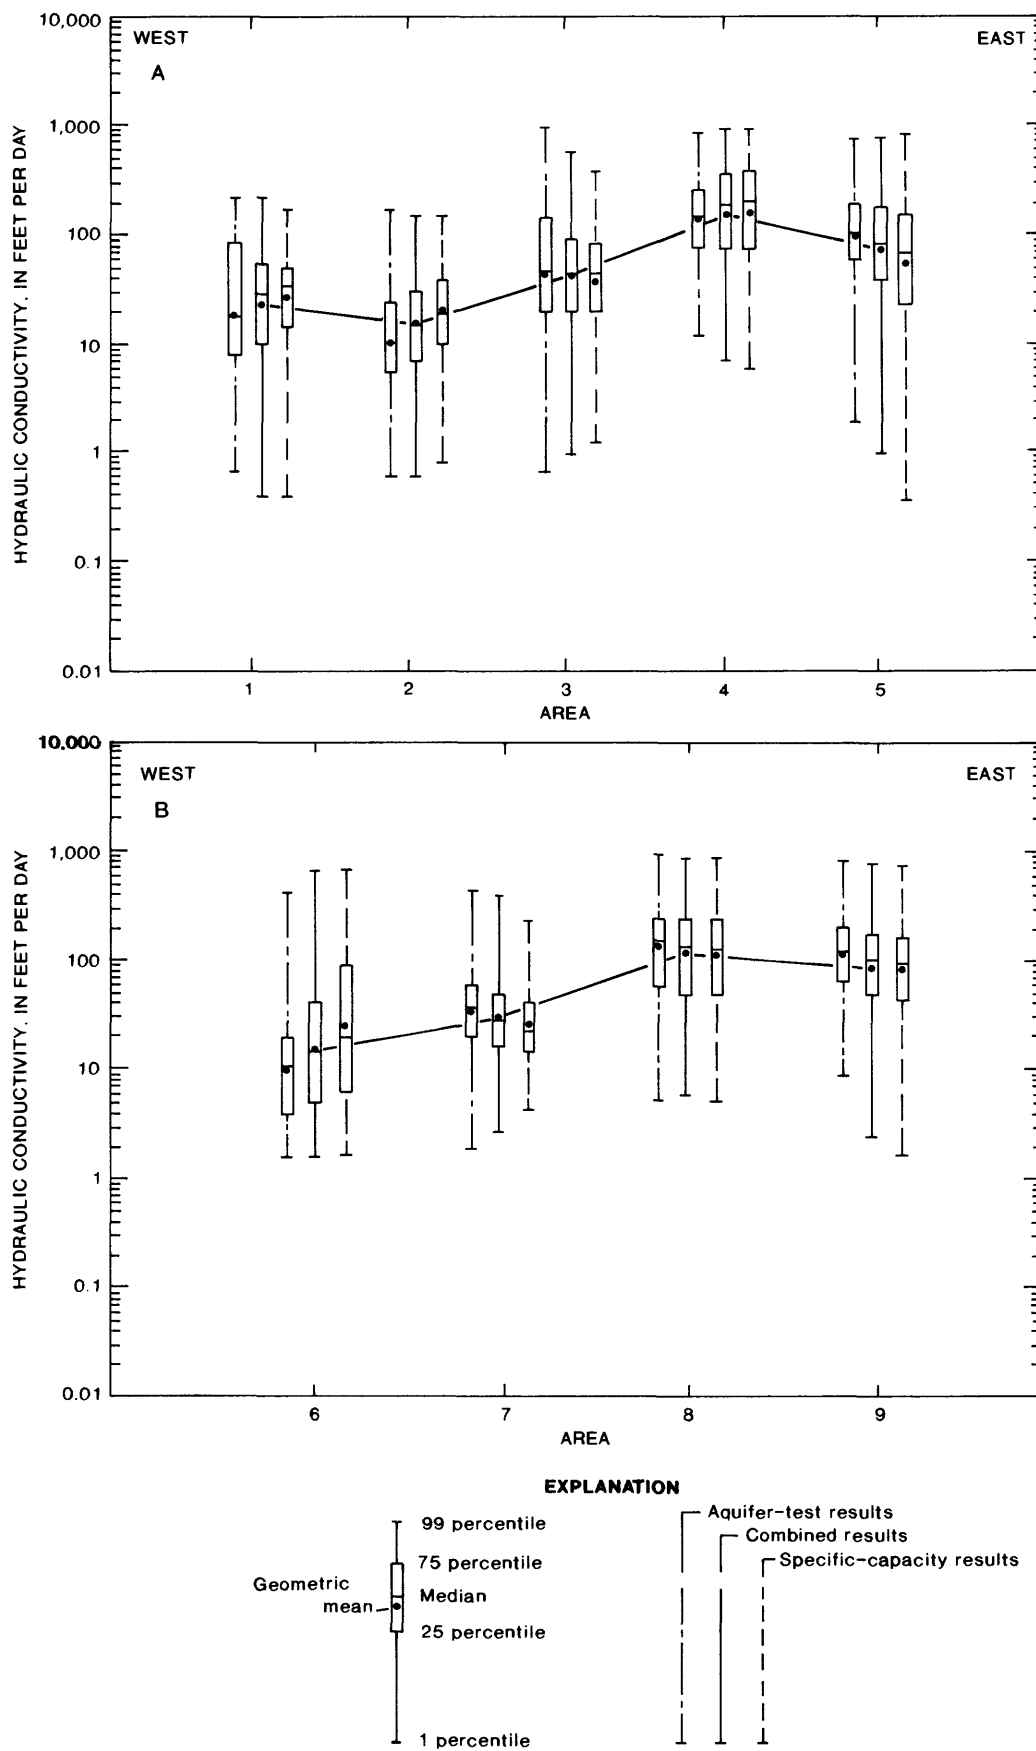 10,000
WEST
EAST
A
1,000
100
10
1
0.1
0.01
HYDRAULIC CONDUCTIVITY, IN FEET PER DAY
1 2 3 4 5
AREA
10,000
WEST
EAST
B
1,000
100
10
1
0.1
0.01
HYDRAULIC CONDUCTIVITY, IN FEET PER DAY
6 7 8 9
AREA
EXPLANATION
99 percentile
75 percentile
Geometric
mean
Median
25 percentile
1 percentile
Aquifer-test results
Combined results
Specific-capacity results